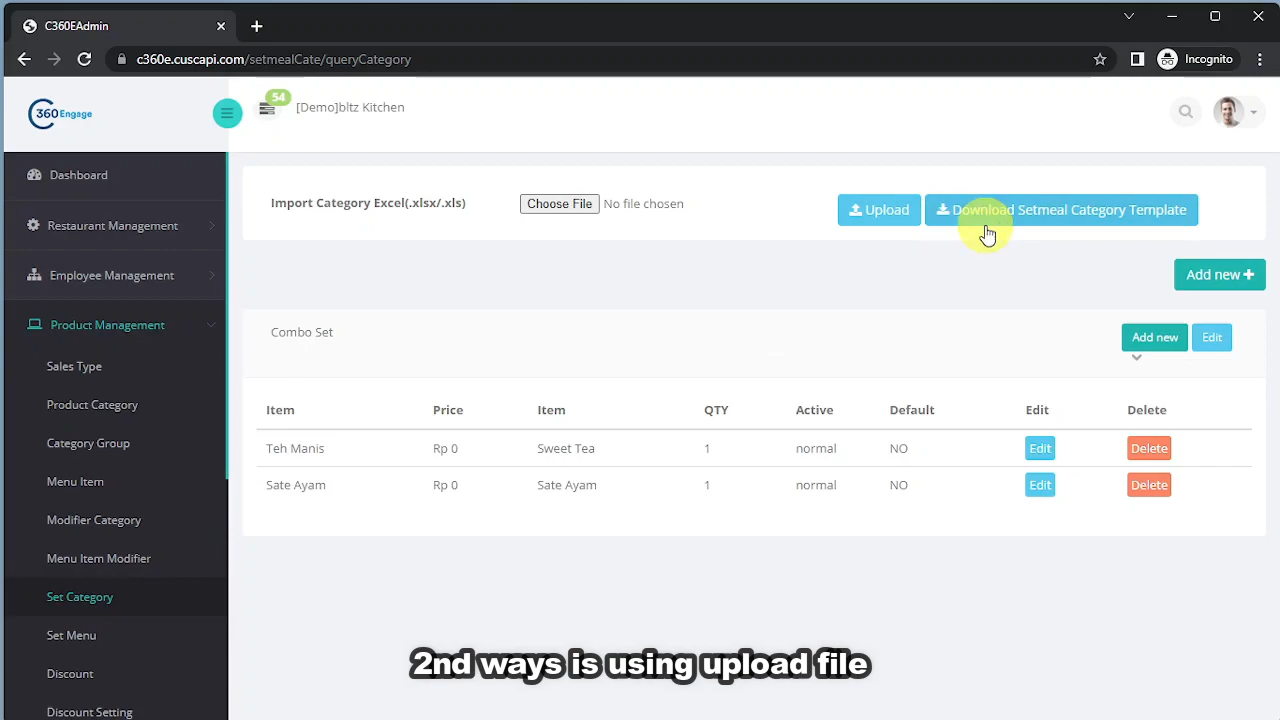 C360EAdmin
c360e.cuscapi.com/setmealCate/queryCategory
Incognito
360 Engage
54
[Demo]bltz Kitchen
Dashboard
Restaurant Management
Employee Management
Product Management
Sales Type
Product Category
Category Group
Menu Item
Modifier Category
Menu Item Modifier
Set Category
Set Menu
Discount
Discount Setting
Import Category Excel(.xlsx/.xls)
Choose File No file chosen
Upload
Download Setmeal Category Template
Add new
Combo Set
Add new
Edit
Item Price Item QTY Active Default Edit Delete
Teh Manis Rp 0 Sweet Tea 1 normal NO Edit Delete
Sate Ayam Rp 0 Sate Ayam 1 normal NO Edit Delete
2nd ways is using upload file